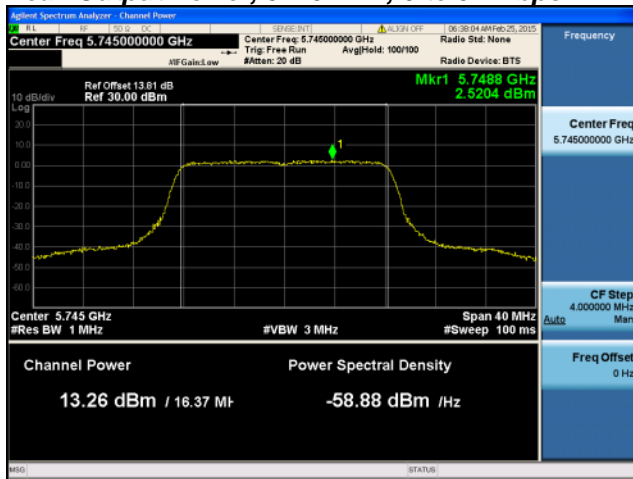 Agilent Spectrum Analyzer - Channel Power
RL RF 50 Ω DC SENSE:INT ALIGN OFF 06:38:04 AM Feb 25, 2015
Center Freq 5.745000000 GHz
#IFGain:Low
Center Freq: 5.745000000 GHz
Trig: Free Run Avg|Hold: 100/100
#Atten: 20 dB
Radio Std: None
Radio Device: BTS
Frequency
Ref Offset 13.81 dB
10 dB/div Ref 30.00 dBm
Mkr1 5.7488 GHz
2.5204 dBm
Log
20.0
10.0
0.00
-10.0
-20.0
-30.0
-40.0
-50.0
-60.0
1
Center Freq
5.745000000 GHz
Center 5.745 GHz Span 40 MHz
#Res BW 1 MHz #VBW 3 MHz #Sweep 100 ms
CF Step
4.000000 MHz
Auto Man
Channel Power Power Spectral Density
13.26 dBm / 16.37 MH -58.88 dBm /Hz
Freq Offset
0 Hz
MSG STATUS